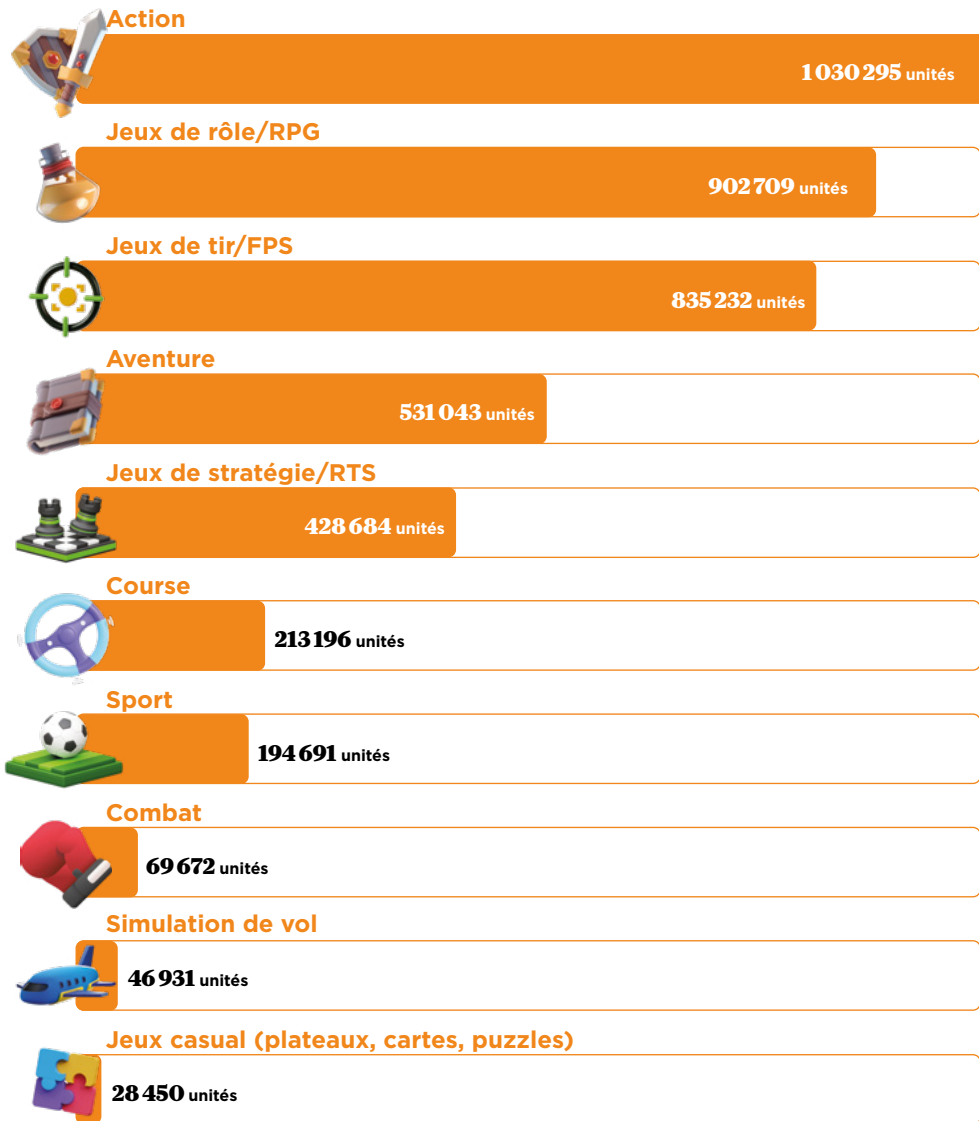 Action
1 030 295 unités
Jeux de rôle/RPG
902 709 unités
Jeux de tir/FPS
835 232 unités
Aventure
531 043 unités
Jeux de stratégie/RTS
428 684 unités
Course
213 196 unités
Sport
194 691 unités
Combat
69 672 unités
Simulation de vol
46 931 unités
Jeux casual (plateaux, cartes, puzzles)
28 450 unités